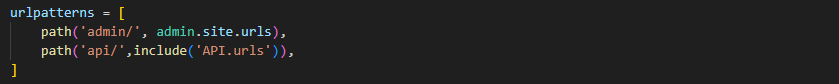 urlpatterns = [
    path('admin/', admin.site.urls),
    path('api/',include('API.urls')),
]